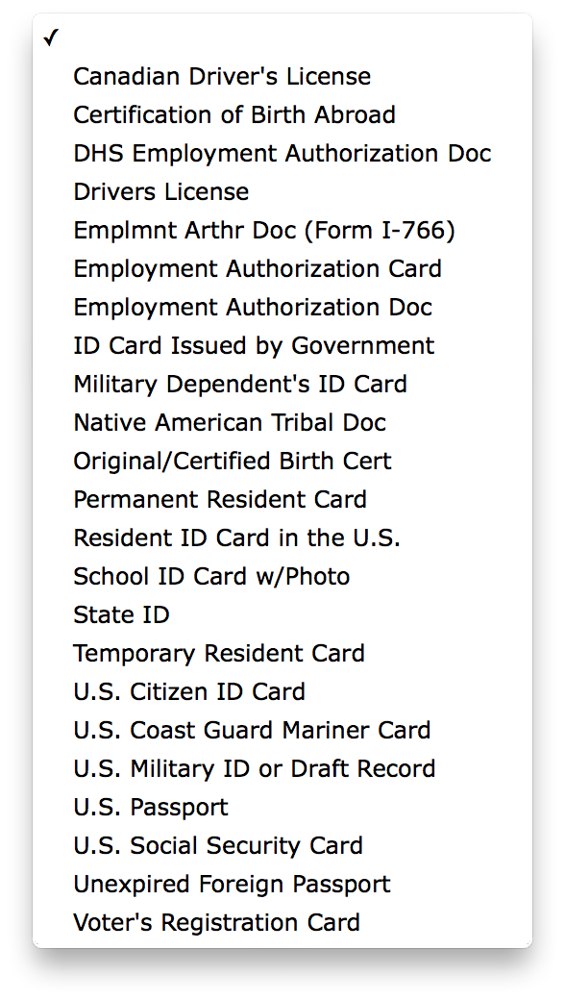 ✓
Canadian Driver's License
Certification of Birth Abroad
DHS Employment Authorization Doc
Drivers License
Emplmnt Arthr Doc (Form I-766)
Employment Authorization Card
Employment Authorization Doc
ID Card Issued by Government
Military Dependent's ID Card
Native American Tribal Doc
Original/Certified Birth Cert
Permanent Resident Card
Resident ID Card in the U.S.
School ID Card w/Photo
State ID
Temporary Resident Card
U.S. Citizen ID Card
U.S. Coast Guard Mariner Card
U.S. Military ID or Draft Record
U.S. Passport
U.S. Social Security Card
Unexpired Foreign Passport
Voter's Registration Card